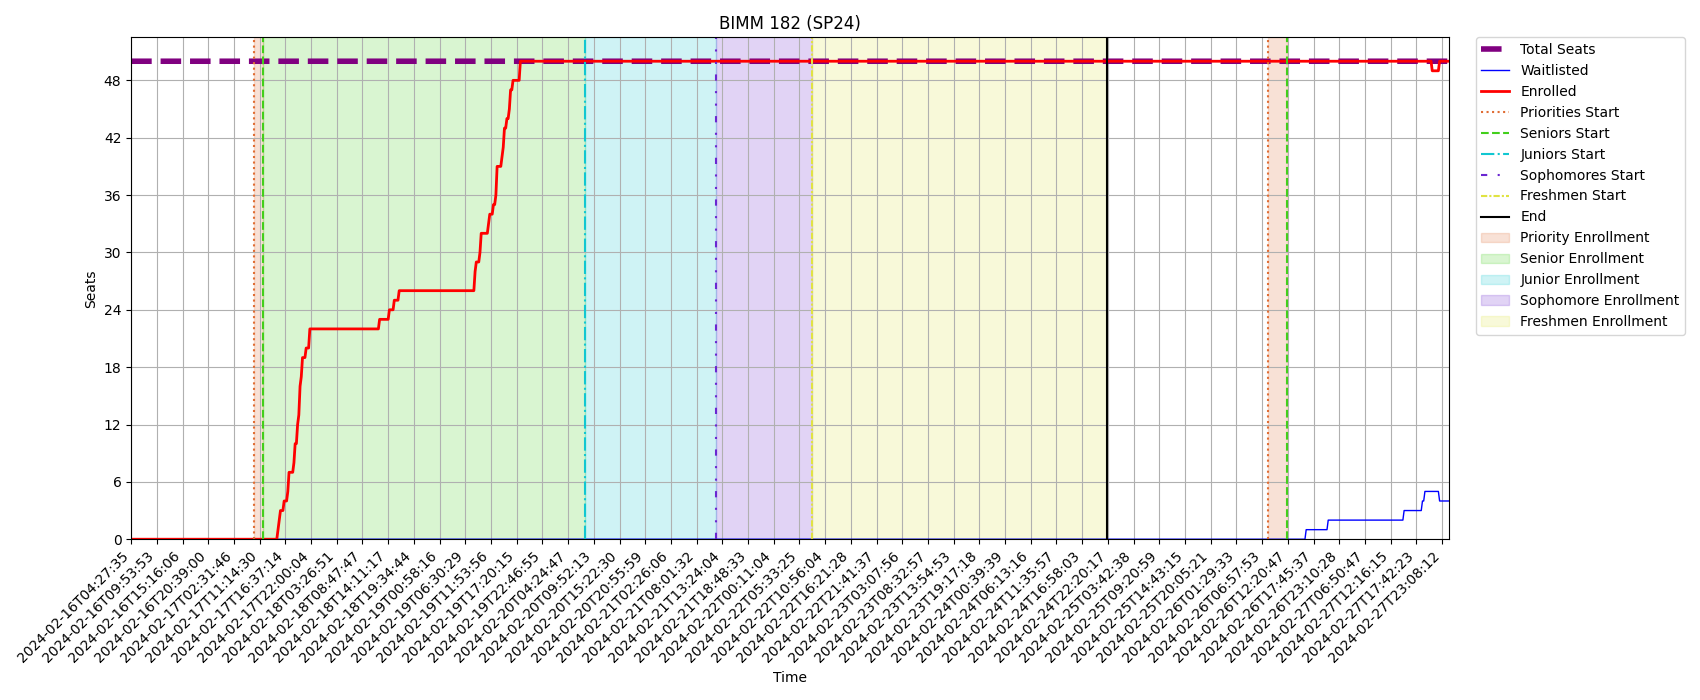 BIMM 182 (SP24)
Seats
48
42
36
30
24
18
12
6
0
2024-02-16T04:27:35
2024-02-16T09:53:53
2024-02-16T15:16:06
2024-02-16T20:39:00
2024-02-17T02:31:46
2024-02-17T11:14:30
2024-02-17T16:37:14
2024-02-17T22:00:04
2024-02-18T03:26:51
2024-02-18T08:47:47
2024-02-18T14:11:17
2024-02-18T19:34:44
2024-02-19T00:58:16
2024-02-19T06:30:29
2024-02-19T11:53:56
2024-02-19T17:20:15
2024-02-19T22:46:55
2024-02-20T04:24:47
2024-02-20T09:52:13
2024-02-20T15:22:30
2024-02-20T20:55:59
2024-02-21T02:26:06
2024-02-21T08:01:32
2024-02-21T13:24:04
2024-02-21T18:48:33
2024-02-22T00:11:04
2024-02-22T05:33:25
2024-02-22T10:56:04
2024-02-22T16:21:28
2024-02-22T21:41:37
2024-02-23T03:07:56
2024-02-23T08:32:57
2024-02-23T13:54:53
2024-02-23T19:17:18
2024-02-24T00:39:39
2024-02-24T06:13:16
2024-02-24T11:35:57
2024-02-24T16:58:03
2024-02-24T22:20:17
2024-02-25T03:42:38
2024-02-25T09:20:59
2024-02-25T14:43:15
2024-02-25T20:05:21
2024-02-26T01:29:33
2024-02-26T06:57:53
2024-02-26T12:20:47
2024-02-26T17:45:37
2024-02-26T23:10:28
2024-02-27T06:50:47
2024-02-27T12:16:15
2024-02-27T17:42:23
2024-02-27T23:08:12
Time
Total Seats
Waitlisted
Enrolled
Priorities Start
Seniors Start
Juniors Start
Sophomores Start
Freshmen Start
End
Priority Enrollment
Senior Enrollment
Junior Enrollment
Sophomore Enrollment
Freshmen Enrollment